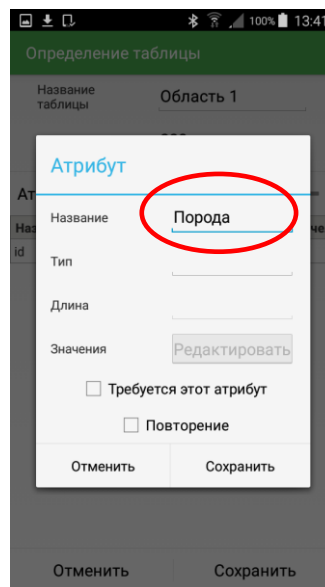 100% 13:41
Определение таблицы
Название
таблицы
Область 1
Атрибут
Название
Порода
id
Тип
Длина
Значения
Редактировать
Требуется этот атрибут
Повторение
Отменить
Сохранить
Отменить
Сохранить